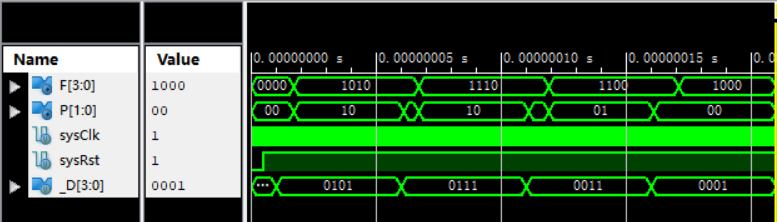 Name Value
0.00000000 s 0.00000005 s 0.00000010 s 0.00000015 s 0.0
F[3:0] 1000 0000 1010 1110 1100 1000
P[1:0] 00 00 10 10 01 00
sysClk 1
sysRst 1
_D[3:0] 0001 ... 0101 0111 0011 0001